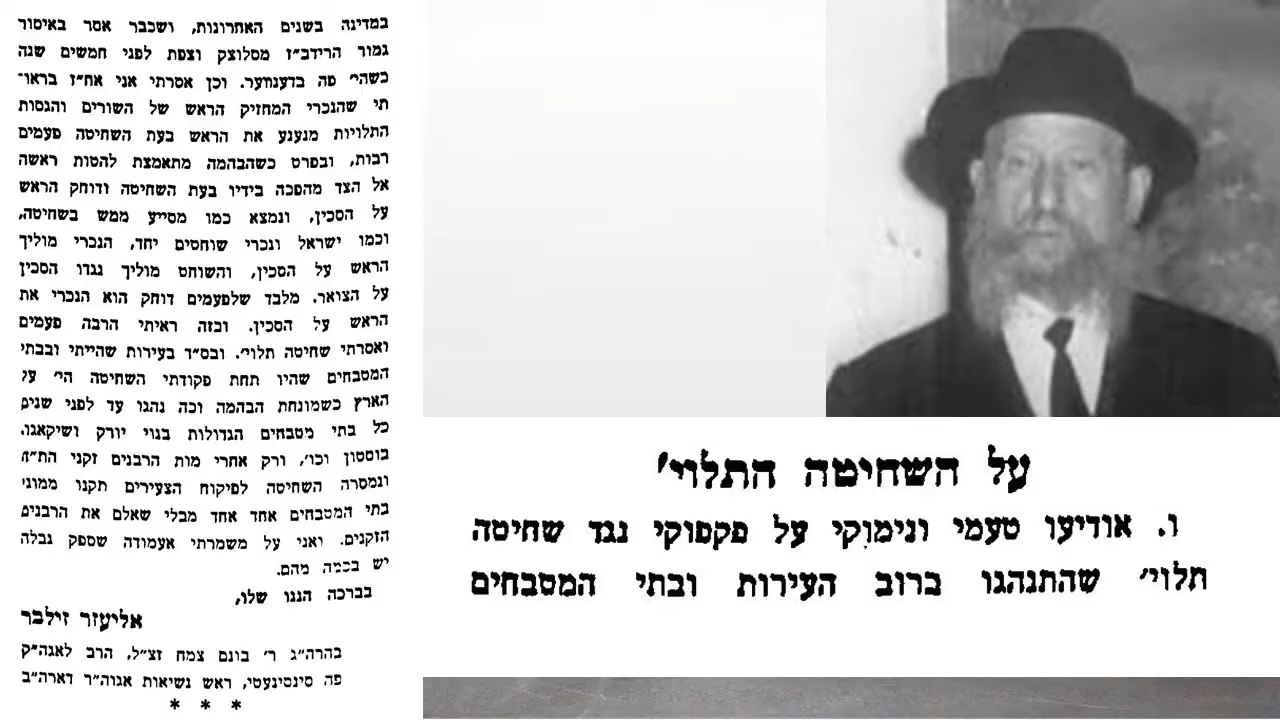 על השחיטה התלוי׳
ו. אודיעו טעמי ונימוקי על פקפוקי נגד שחיטה
תלוי׳ שהתנהגו ברוב העירות ובתי המטבחים
במדינה בשנים האחרונות, ושכבר אסר באיסור
גמור הרידב״ז מסלוצק וצפת לפני חמשים שנה
כשהי׳ פה בדענווער. וכן אסרתי אני אח״ז בראו־
תי שהנכרי המחזיק הראש של השורים והגסות
התלויות מנענע את הראש בעת השחיטה פעמים
רבות, ובפרט כשהבהמה מתאמצת להטות ראשה
אל הצד מהפכה בידיו בעת השחיטה ודוחק הראש
על הסכין, ונמצא כמו מסייע ממש בשחיטה,
וכמו ישראל ונכרי שוחטים יחד, הנכרי מוליך
הראש על הסכין, והשוחט מוליך נגדו הסכין
על הצואר. מלבד שלפעמים דוחק הוא הנכרי את
הראש על הסכין. ובזה ראיתי הרבה פעמים
ואסרתי שחיטה תלוי׳. ובס״ד בעירות שהייתי ובבתי
המטבחים שהיו תחת פקודתי השחיטה הי׳ על
הארץ כשמונחת הבהמה וכה נהגו עד לפני שנים
כל בתי מטבחים הגדולות בנוי יורק ושיקאגו,
בוסטון וכו׳, ורק אחרי מות הרבנים זקני הת״ח
ונמסרה השחיטה לפיקוח הצעירים תקנו ממוני
בתי המטבחים אחד אחד מבלי שאלם את הרבנים
הזקנים. ואני על משמרתי אעמודה שספק נבלה
יש בכמה מהם.
בברכה הננו שלו,
אליעזר זילבר
בהרה״ג ר׳ בונם צמח זצ״ל, הרב לאגה״ק
פה סינסינעטי, ראש נשיאות אגוה״ר דארה״ב
* * *